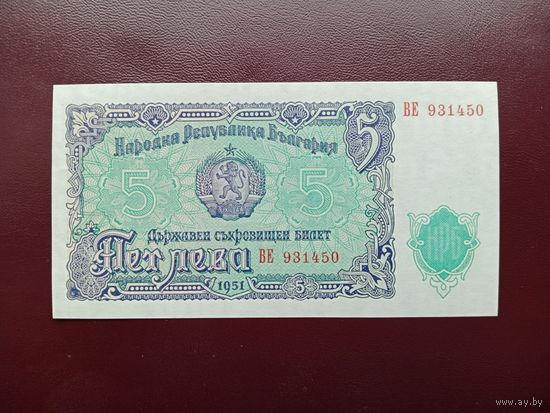 ВЕ 931450
5
Народна Република България
5 5
Държавен съкровищен билет
Пет лева ВЕ 931450
1951
5
www.ay.by